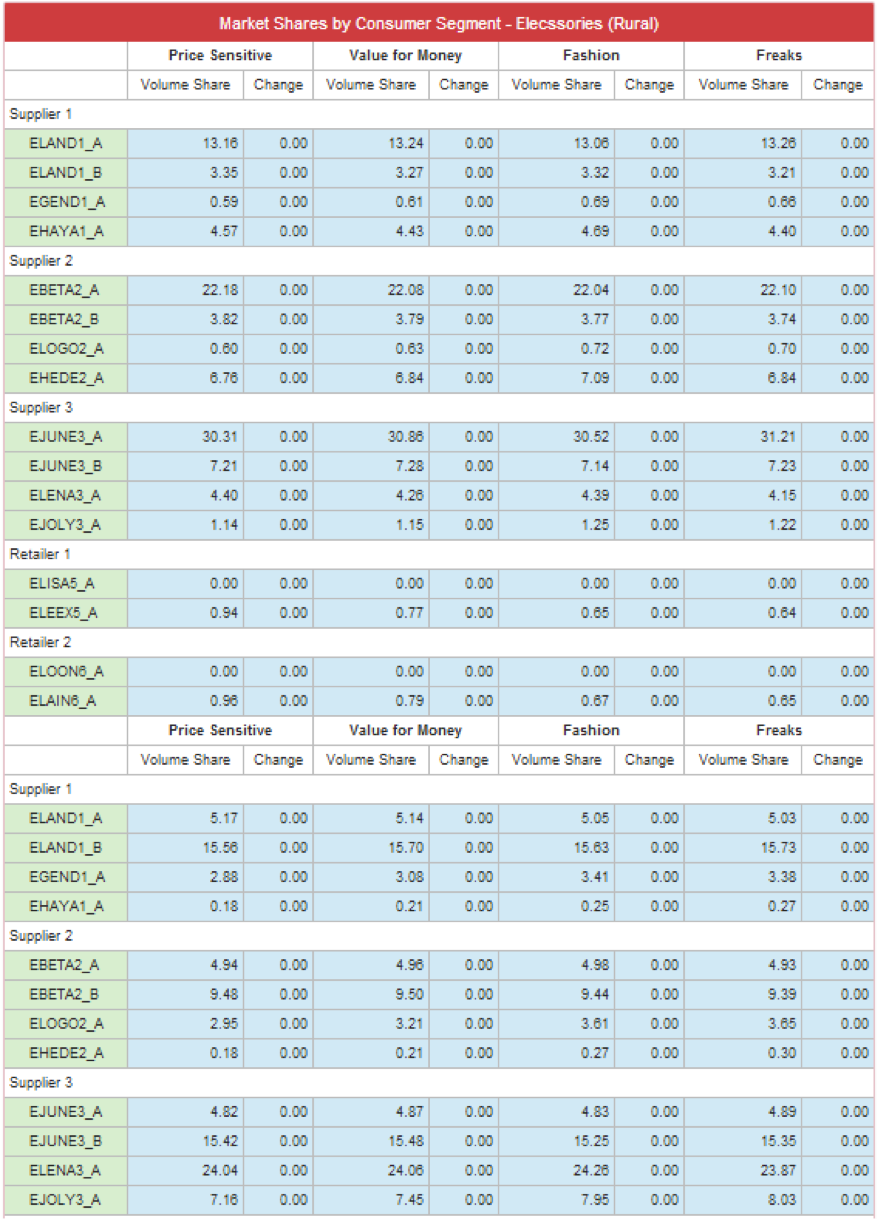 Market Shares by Consumer Segment - Elecssories (Rural)
Price Sensitive Value for Money Fashion Freaks
Volume Share Change Volume Share Change Volume Share Change Volume Share Change
Supplier 1
ELAND1_A 13.16 0.00 13.24 0.00 13.06 0.00 13.26 0.00
ELAND1_B 3.35 0.00 3.27 0.00 3.32 0.00 3.21 0.00
EGEND1_A 0.59 0.00 0.61 0.00 0.69 0.00 0.66 0.00
EHAYA1_A 4.57 0.00 4.43 0.00 4.69 0.00 4.40 0.00
Supplier 2
EBETA2_A 22.18 0.00 22.08 0.00 22.04 0.00 22.10 0.00
EBETA2_B 3.82 0.00 3.79 0.00 3.77 0.00 3.74 0.00
ELOGO2_A 0.60 0.00 0.63 0.00 0.72 0.00 0.70 0.00
EHEDE2_A 6.76 0.00 6.84 0.00 7.09 0.00 6.84 0.00
Supplier 3
EJUNE3_A 30.31 0.00 30.86 0.00 30.52 0.00 31.21 0.00
EJUNE3_B 7.21 0.00 7.28 0.00 7.14 0.00 7.23 0.00
ELENA3_A 4.40 0.00 4.26 0.00 4.39 0.00 4.15 0.00
EJOLY3_A 1.14 0.00 1.15 0.00 1.25 0.00 1.22 0.00
Retailer 1
ELISA5_A 0.00 0.00 0.00 0.00 0.00 0.00 0.00 0.00
ELEEX5_A 0.94 0.00 0.77 0.00 0.65 0.00 0.64 0.00
Retailer 2
ELOON6_A 0.00 0.00 0.00 0.00 0.00 0.00 0.00 0.00
ELAIN6_A 0.96 0.00 0.79 0.00 0.67 0.00 0.65 0.00
Price Sensitive Value for Money Fashion Freaks
Volume Share Change Volume Share Change Volume Share Change Volume Share Change
Supplier 1
ELAND1_A 5.17 0.00 5.14 0.00 5.05 0.00 5.03 0.00
ELAND1_B 15.56 0.00 15.70 0.00 15.63 0.00 15.73 0.00
EGEND1_A 2.88 0.00 3.08 0.00 3.41 0.00 3.38 0.00
EHAYA1_A 0.18 0.00 0.21 0.00 0.25 0.00 0.27 0.00
Supplier 2
EBETA2_A 4.94 0.00 4.96 0.00 4.98 0.00 4.93 0.00
EBETA2_B 9.48 0.00 9.50 0.00 9.44 0.00 9.39 0.00
ELOGO2_A 2.95 0.00 3.21 0.00 3.61 0.00 3.65 0.00
EHEDE2_A 0.18 0.00 0.21 0.00 0.27 0.00 0.30 0.00
Supplier 3
EJUNE3_A 4.82 0.00 4.87 0.00 4.83 0.00 4.89 0.00
EJUNE3_B 15.42 0.00 15.48 0.00 15.25 0.00 15.35 0.00
ELENA3_A 24.04 0.00 24.06 0.00 24.26 0.00 23.87 0.00
EJOLY3_A 7.16 0.00 7.45 0.00 7.95 0.00 8.03 0.00